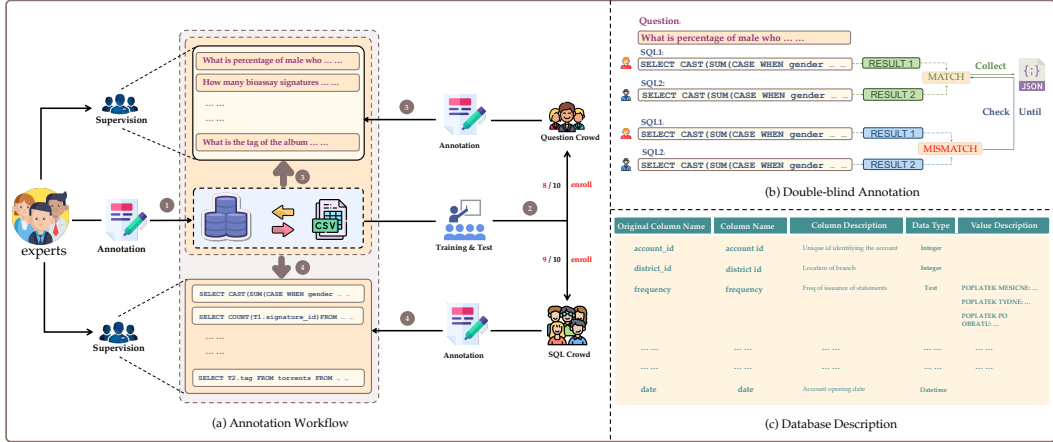 What is percentage of male who … …
How many bioassay signatures … …
… …
… …
What is the tag of the album … …
Supervision
3
Annotation
Question Crowd
3
8 / 10 enroll
experts
1
Annotation
CSV
Training & Test
2
9 / 10 enroll
4
SELECT CAST(SUM(CASE WHEN gender … …
SELECT COUNT(T1.signature_id)FROM … …
… …
… …
SELECT T2.tag FROM torrents FROM … …
Supervision
4
Annotation
SQL Crowd
(a) Annotation Workflow
Question:
What is percentage of male who … …
SQL1:
SELECT CAST(SUM(CASE WHEN gender … …
RESULT 1
SQL2:
SELECT CAST(SUM(CASE WHEN gender … …
RESULT 2
MATCH
Collect
{:}
JSON
Check Until
SQL1:
SELECT CAST(SUM(CASE WHEN gender … …
RESULT 1
SQL2:
SELECT CAST(SUM(CASE WHEN gender … …
RESULT 2
MISMATCH
(b) Double-blind Annotation
Original Column Name Column Name Column Description Data Type Value Description
account_id account id Unique id identifying the account Integer
district_id district id Location of branch Integer
frequency frequency Freq of issuance of statements Text POPLATEK MESICNE: …
POPLATEK TYDNE: …
POPLATEK PO
OBRATU: …
… … … … … … … … … …
… … … … … … … … … …
date date Account opening date Datetime
(c) Database Description